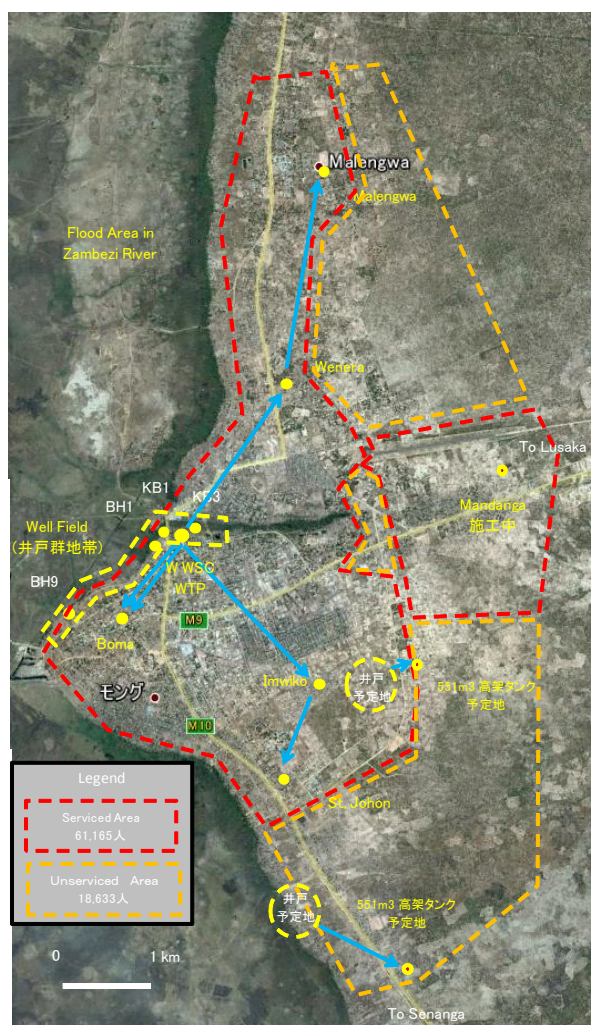 Malengwa
Malengwa
Flood Area in
Zambezi River
Wenera
To Lusaka
KB1
KB3
BH1
Mandanga
施工中
Well Field
(井戸群地帯)
W WSC
WTP
BH9
M9
Boma
Imwiko
井戸
予定地
551m3 高架タンク
予定地
モング
M10
St. Johon
Legend
Serviced Area
61,165人
Unserviced Area
18,633人
井戸
予定地
551m3 高架タンク
予定地
0 1 km
To Senanga